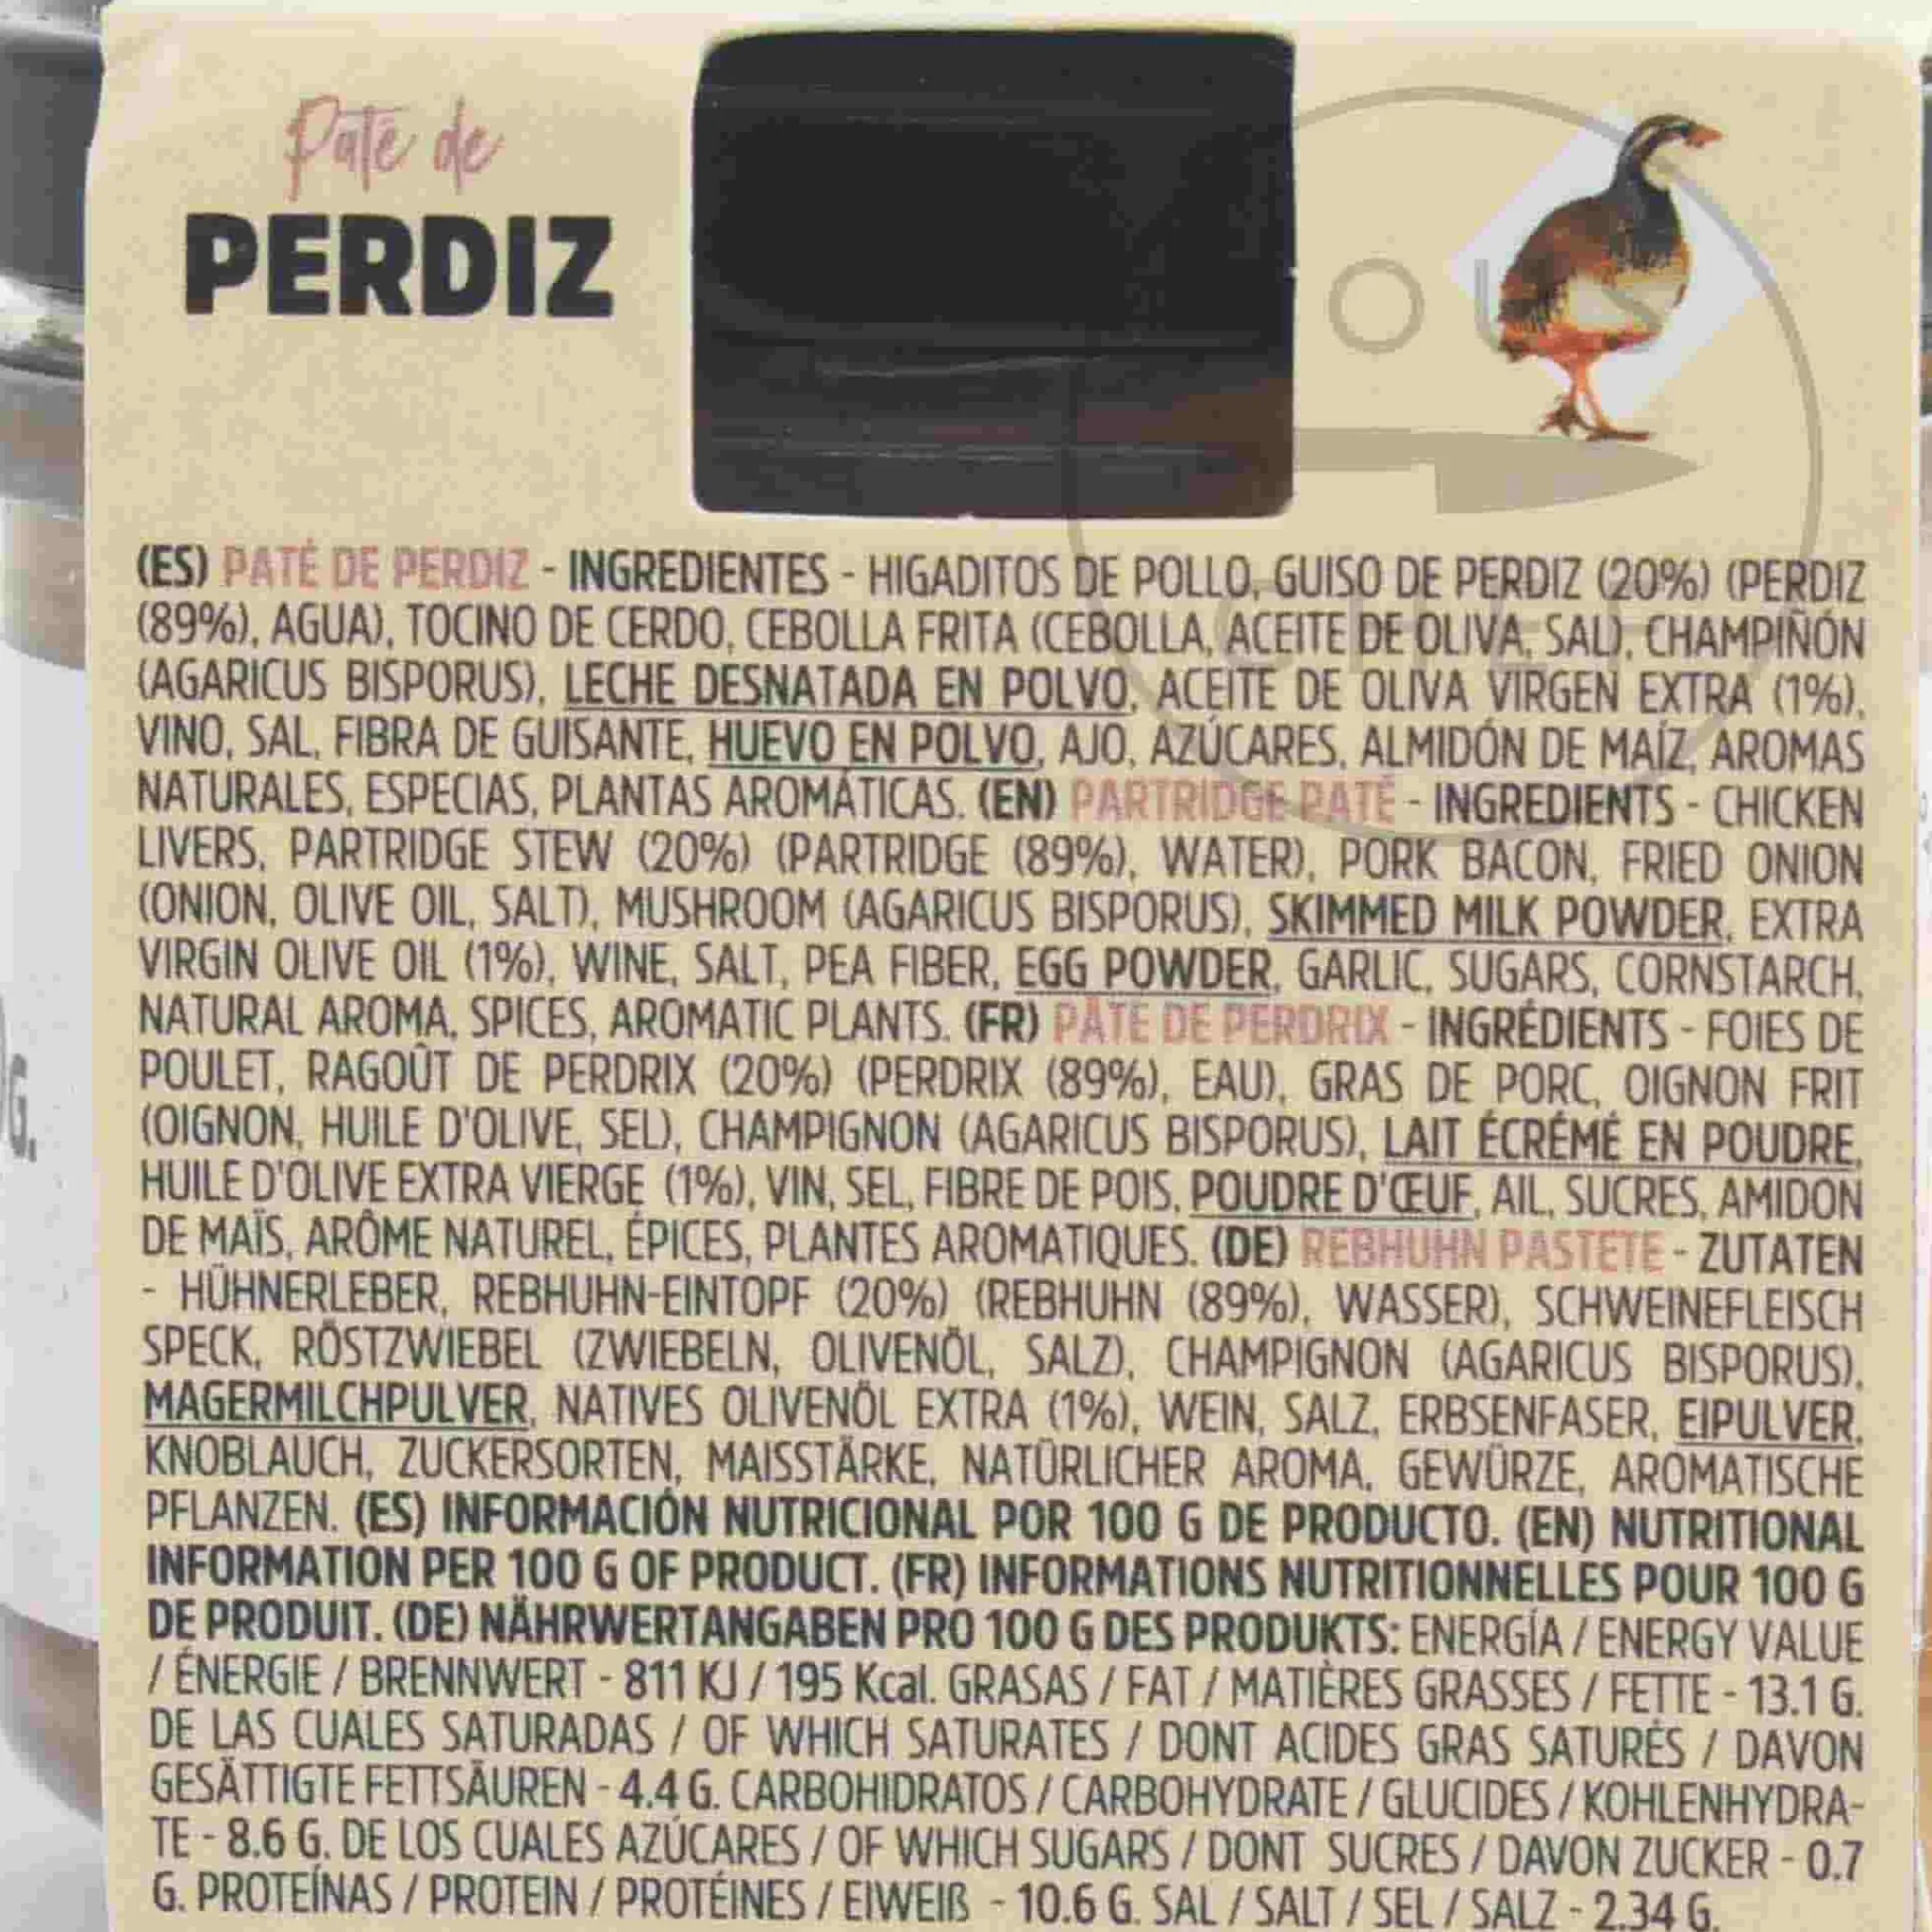 Paté de
PERDIZ
(ES) PATÉ DE PERDIZ - INGREDIENTES - HIGADITOS DE POLLO, GUISO DE PERDIZ (20%) (PERDIZ
(89%), AGUA), TOCINO DE CERDO, CEBOLLA FRITA (CEBOLLA, ACEITE DE OLIVA, SAL), CHAMPIÑÓN
(AGARICUS BISPORUS), LECHE DESNATADA EN POLVO, ACEITE DE OLIVA VIRGEN EXTRA (1%),
VINO, SAL, FIBRA DE GUISANTE, HUEVO EN POLVO, AJO, AZÚCARES, ALMIDÓN DE MAÍZ, AROMAS
NATURALES, ESPECIAS, PLANTAS AROMÁTICAS. (EN) PARTRIDGE PATÉ - INGREDIENTS - CHICKEN
LIVERS, PARTRIDGE STEW (20%) (PARTRIDGE (89%), WATER), PORK BACON, FRIED ONION
(ONION, OLIVE OIL, SALT), MUSHROOM (AGARICUS BISPORUS), SKIMMED MILK POWDER, EXTRA
VIRGIN OLIVE OIL (1%), WINE, SALT, PEA FIBER, EGG POWDER, GARLIC, SUGARS, CORNSTARCH,
NATURAL AROMA, SPICES, AROMATIC PLANTS. (FR) PÂTE DE PERDRIX - INGRÉDIENTS - FOIES DE
POULET, RAGOÛT DE PERDRIX (20%) (PERDRIX (89%), EAU), GRAS DE PORC, OIGNON FRIT
(OIGNON, HUILE D'OLIVE, SEL), CHAMPIGNON (AGARICUS BISPORUS), LAIT ÉCRÉMÉ EN POUDRE,
HUILE D'OLIVE EXTRA VIERGE (1%), VIN, SEL, FIBRE DE POIS, POUDRE D'ŒUF, AIL, SUCRES, AMIDON
DE MAÏS, ARÔME NATUREL, ÉPICES, PLANTES AROMATIQUES. (DE) REBHUHN PASTETE - ZUTATEN
- HÜHNERLEBER, REBHUHN-EINTOPF (20%) (REBHUHN (89%), WASSER), SCHWEINEFLEISCH
SPECK, RÖSTZWIEBEL (ZWIEBELN, OLIVENÖL, SALZ), CHAMPIGNON (AGARICUS BISPORUS),
MAGERMILCHPULVER, NATIVES OLIVENÖL EXTRA (1%), WEIN, SALZ, ERBSENFASER, EIPULVER,
KNOBLAUCH, ZUCKERSORTEN, MAISSTÄRKE, NATÜRLICHER AROMA, GEWÜRZE, AROMATISCHE
PFLANZEN. (ES) INFORMACIÓN NUTRICIONAL POR 100 G DE PRODUCTO. (EN) NUTRITIONAL
INFORMATION PER 100 G OF PRODUCT. (FR) INFORMATIONS NUTRITIONNELLES POUR 100 G
DE PRODUIT. (DE) NÄHRWERTANGABEN PRO 100 G DES PRODUKTS: ENERGÍA / ENERGY VALUE
/ ÉNERGIE / BRENNWERT - 811 KJ / 195 Kcal. GRASAS / FAT / MATIÈRES GRASSES / FETTE - 13.1 G.
DE LAS CUALES SATURADAS / OF WHICH SATURATES / DONT ACIDES GRAS SATURÉS / DAVON
GESÄTTIGTE FETTSÄUREN - 4.4 G. CARBOHIDRATOS / CARBOHYDRATE / GLUCIDES / KOHLENHYDRA-
TE - 8.6 G. DE LOS CUALES AZÚCARES / OF WHICH SUGARS / DONT SUCRES / DAVON ZUCKER - 0.7
G. PROTEÍNAS / PROTEIN / PROTÉINES / EIWEIß - 10.6 G. SAL / SALT / SEL / SALZ - 2.34 G.